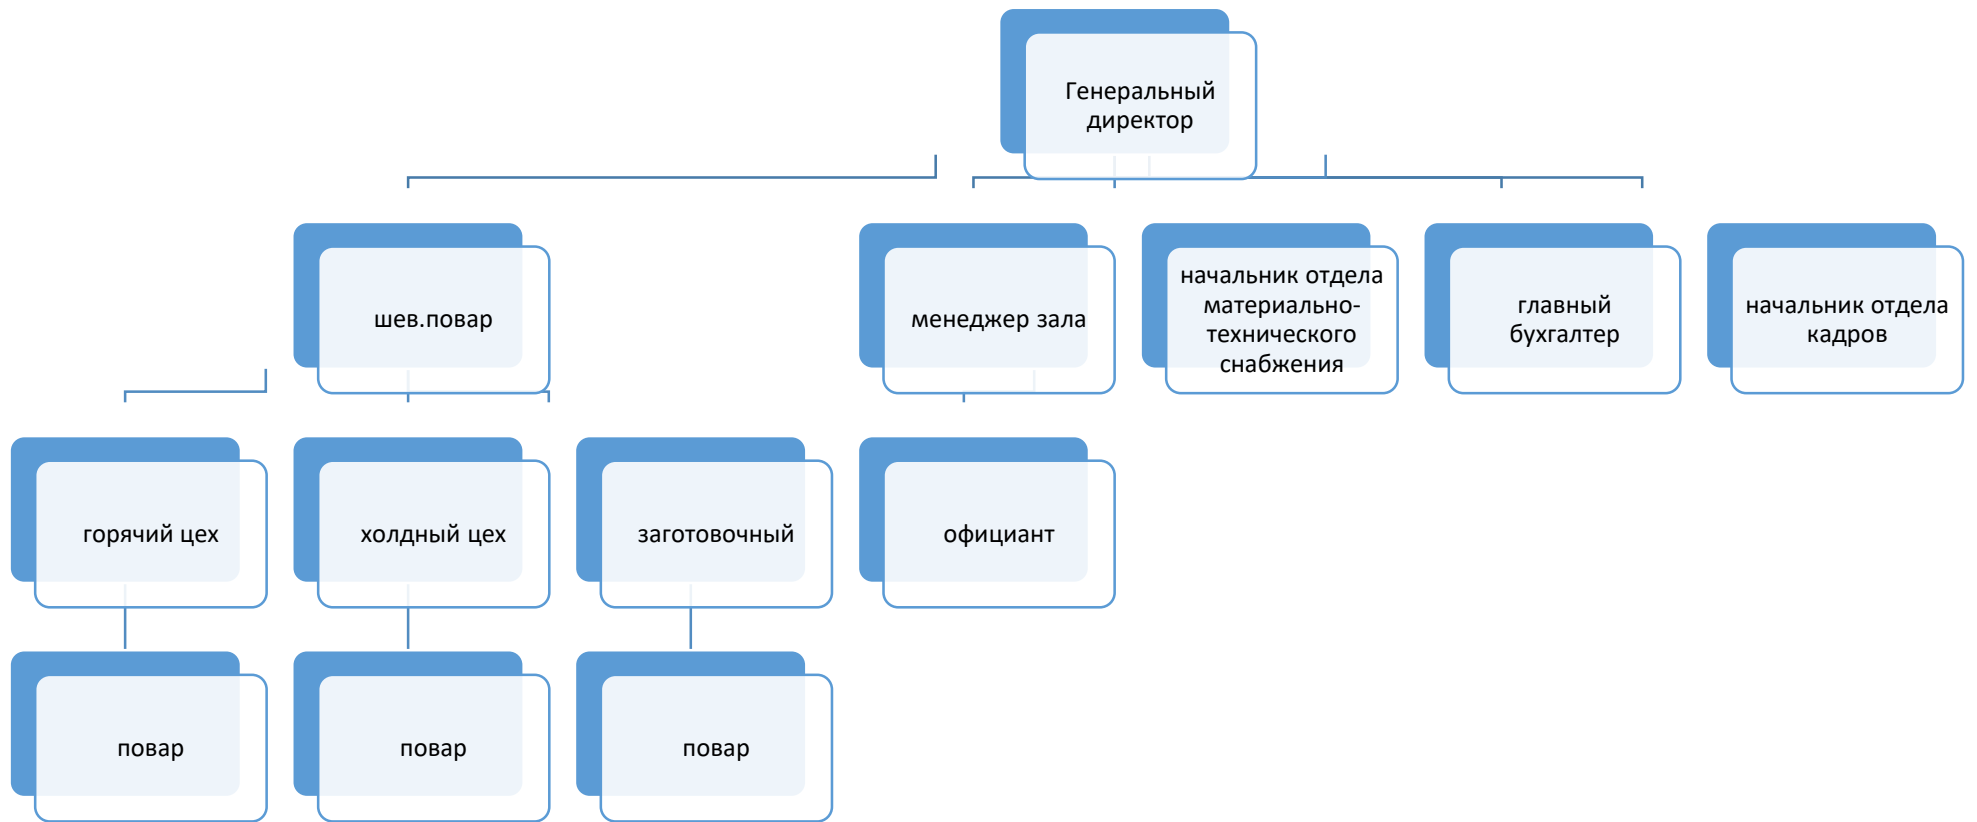 Генеральный
директор
шев.повар
менеджер зала
начальник отдела
материально-
технического
снабжения
главный
бухгалтер
начальник отдела
кадров
горячий цех
холдный цех
заготовочный
официант
повар
повар
повар